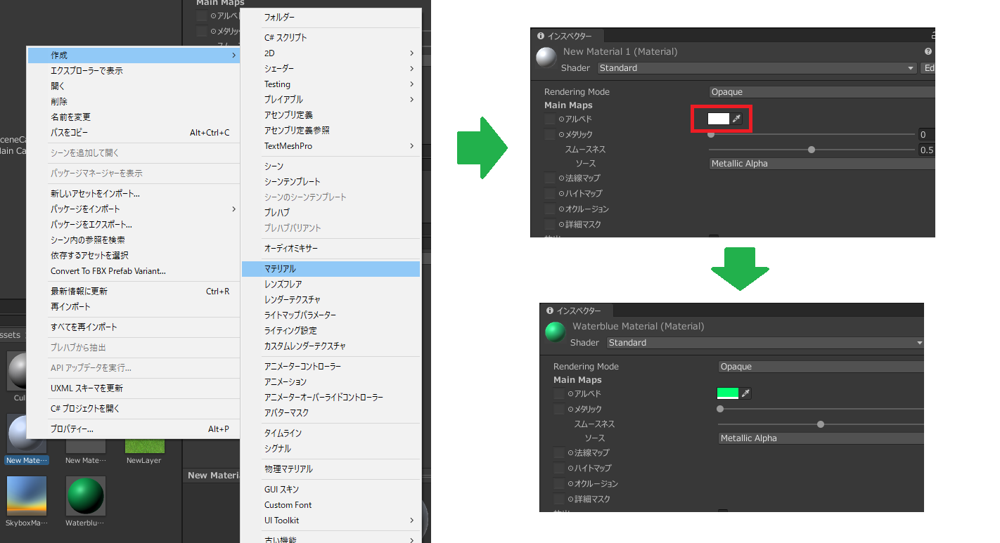 Main Maps
アルベド
メタリック
作成
エクスプローラーで表示
開く
削除
名前を変更
パスをコピー Alt+Ctrl+C
シーンを追加して開く
パッケージマネージャーを表示
新しいアセットをインポート...
パッケージをインポート
パッケージをエクスポート...
シーン内の参照を検索
依存するアセットを選択
Convert To FBX Prefab Variant...
最新情報に更新 Ctrl+R
再インポート
すべてを再インポート
プレハブから抽出
API アップデータを実行...
UXML スキーマを更新
C# プロジェクトを開く
プロパティー... Alt+P
フォルダー
C# スクリプト
2D
シェーダー
Testing
プレイアブル
アセンブリ定義
アセンブリ定義参照
TextMeshPro
シーン
シーンテンプレート
シーンのシーンテンプレート
プレハブ
プレハブバリアント
オーディオミキサー
マテリアル
レンズフレア
レンダーテクスチャ
ライトマップパラメーター
ライティング設定
カスタムレンダーテクスチャ
アニメーターコントローラー
アニメーション
アニメーターオーバーライドコントローラー
アバターマスク
タイムライン
シグナル
物理マテリアル
GUI スキン
Custom Font
UI Toolkit
古い機能
New Mate…
New Mate…
NewLayer
SkyboxMa…
Waterblu…
New Materi
インスペクター
New Material 1 (Material)
Shader Standard Ed
Rendering Mode Opaque
Main Maps
アルベド
メタリック 0
スムースネス 0.5
ソース Metallic Alpha
法線マップ
ハイトマップ
オクルージョン
詳細マスク
インスペクター
Waterblue Material (Material)
Shader Standard
Rendering Mode Opaque
Main Maps
アルベド
メタリック
スムースネス
ソース Metallic Alpha
法線マップ
ハイトマップ
オクルージョン
詳細マスク